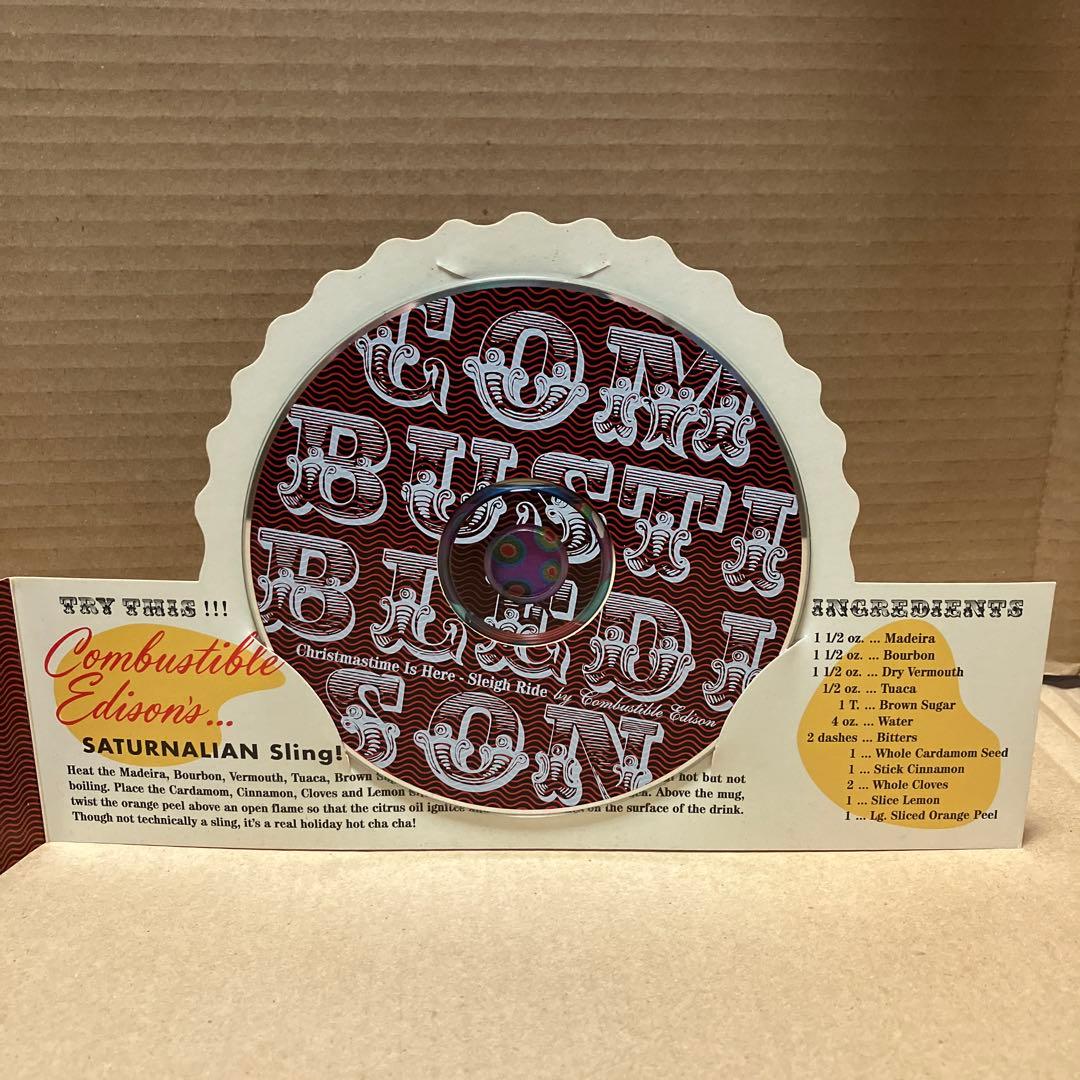 COM
BUSTI
BLEDI
SON
Christmastime Is Here - Sleigh Ride by Combustible Edison
TRY THIS !!!
Combustible
Edison's...
SATURNALIAN Sling!
Heat the Madeira, Bourbon, Vermouth, Tuaca, Brown hot but not
boiling. Place the Cardamom, Cinnamon, Cloves and Lemon Above the mug,
twist the orange peel above an open flame so that the citrus oil ignites on the surface of the drink.
Though not technically a sling, it's a real holiday hot cha cha!
INGREDIENTS
1 1/2 oz. ... Madeira
1 1/2 oz. ... Bourbon
1 1/2 oz. ... Dry Vermouth
1/2 oz. ... Tuaca
1 T. ... Brown Sugar
4 oz. ... Water
2 dashes ... Bitters
1 ... Whole Cardamom Seed
1 ... Stick Cinnamon
2 ... Whole Cloves
1 ... Slice Lemon
1 ... Lg. Sliced Orange Peel